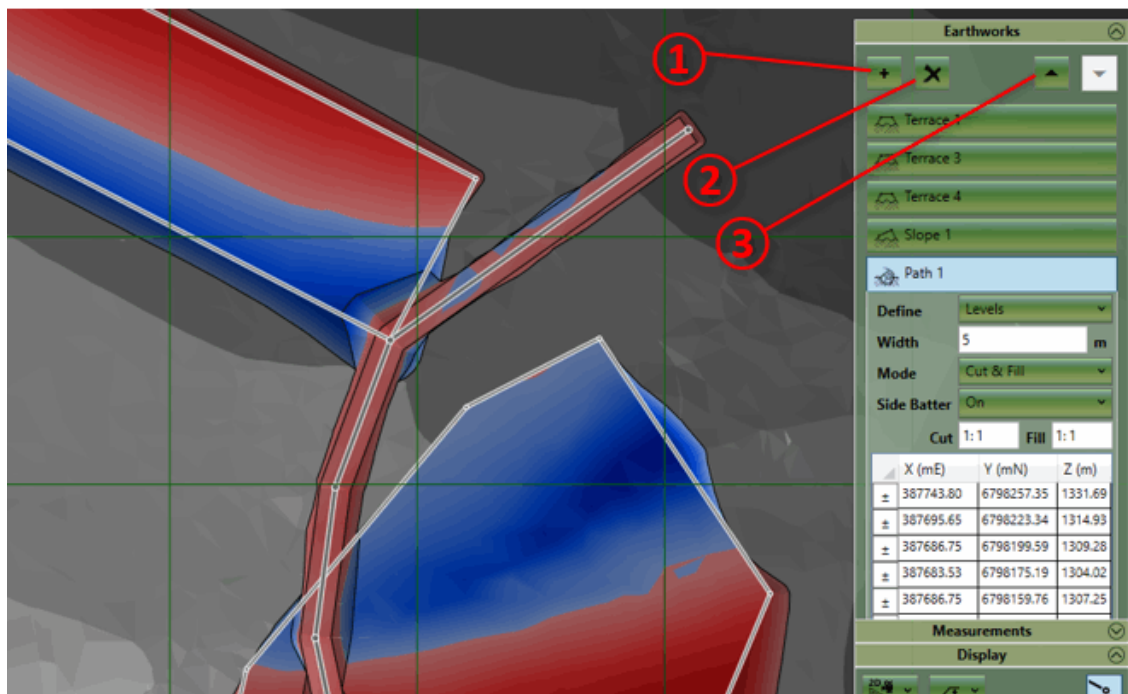 Earthworks
1
+
2
3
Terrace 1
Terrace 3
Terrace 4
Slope 1
Path 1
Define Levels
Width 5 m
Mode Cut & Fill
Side Batter On
Cut 1:1 Fill 1:1
X (mE) Y (mN) Z (m)
± 387743.80 6798257.35 1331.69
± 387695.65 6798223.34 1314.93
± 387686.75 6798199.59 1309.28
± 387683.53 6798175.19 1304.02
± 387686.75 6798159.76 1307.25
Measurements
Display